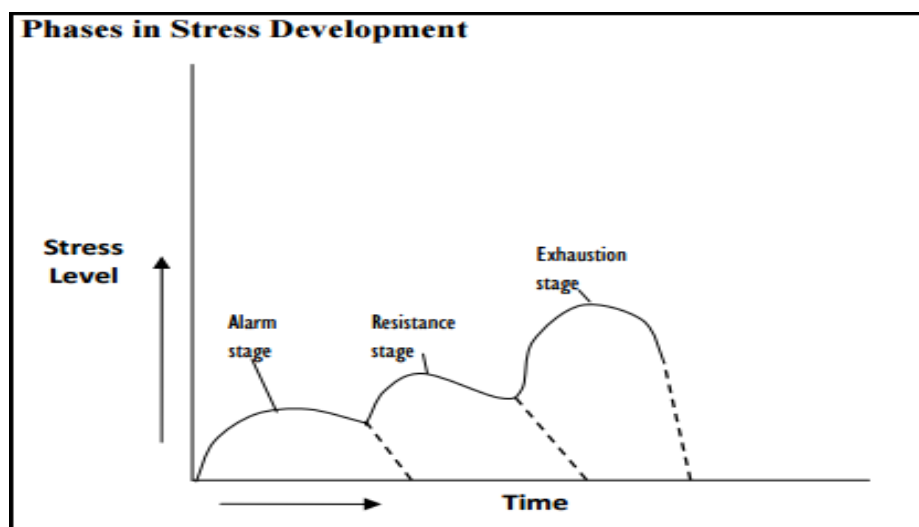 Phases in Stress Development
Stress
Level
Alarm
stage
Resistance
stage
Exhaustion
stage
Time